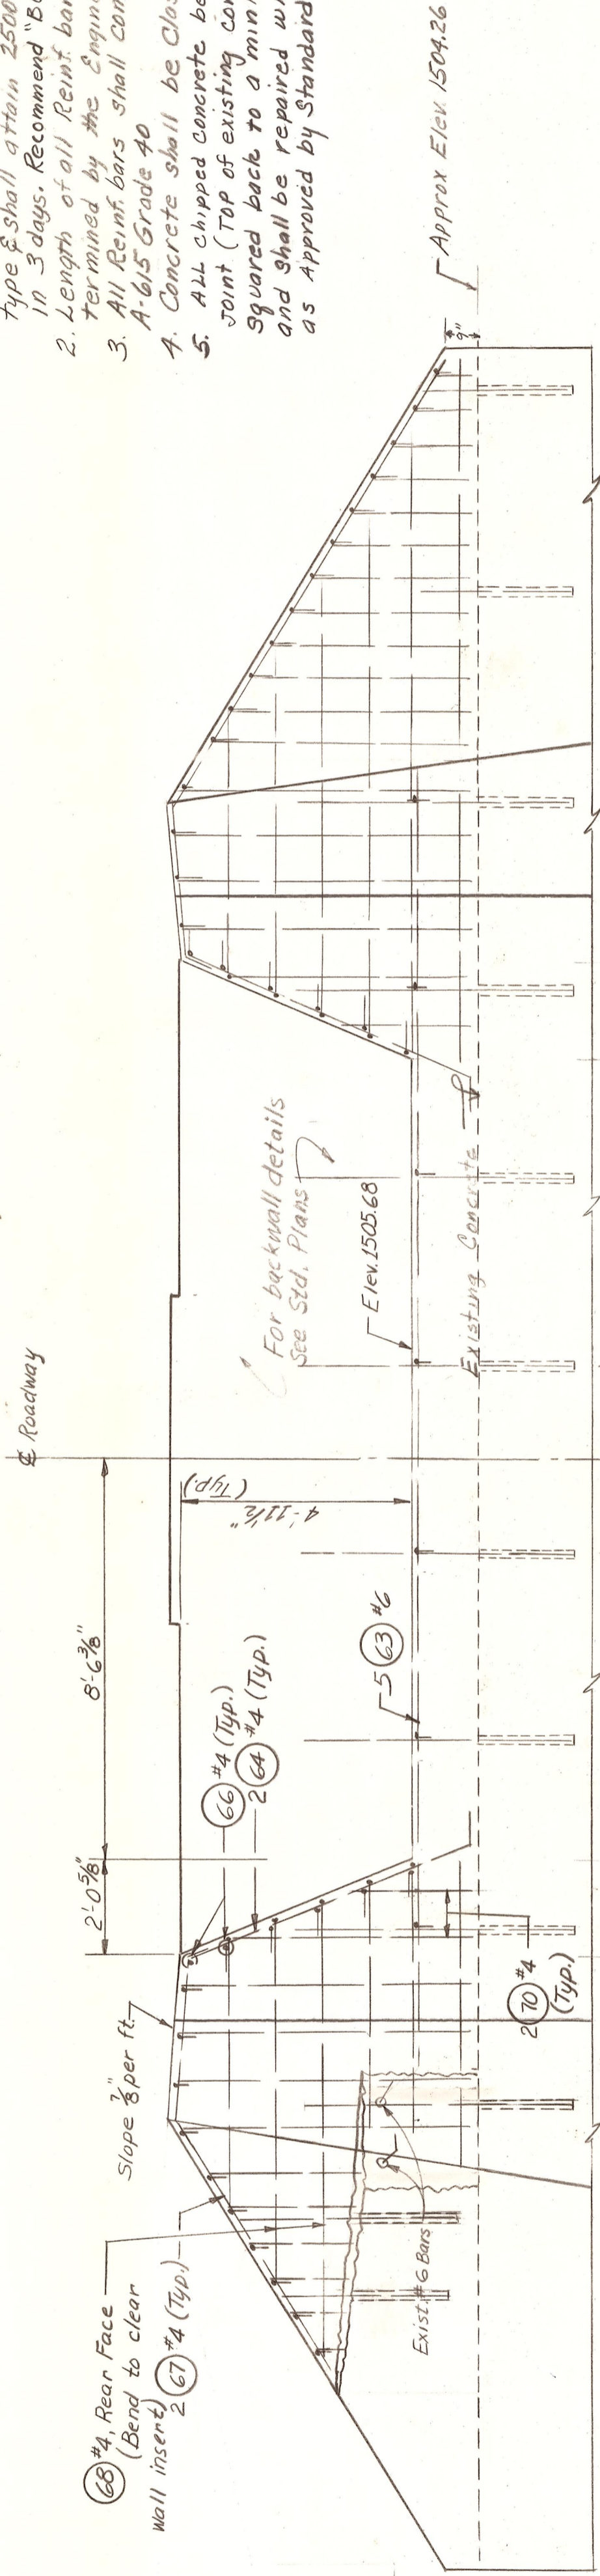 type E shall attain 2500
in 3 days. Recommend
2. Length of all Reinf. bar
termined by the Engin
3. All Reinf. bars shall con
A-615 Grade 40
4. Concrete shall be Clas
5. ALL chipped concrete be
Joint (Top of existing con
Squared back to a min
and shall be repaired w
as Approved by Standard
Approx Elev. 1504.26
9"
℄ Roadway
8'-6 3/8"
2'-0 5/8"
4'-11 1/2"
(Typ.)
For backwall details
See Std. Plans
Elev. 1505.68
Existing Concrete
66 #4 (Typ.)
2 64 #4 (Typ.)
5 63 #6
2 70 #4
(Typ.)
Slope 7/8" per ft.
68 #4, Rear Face
(Bend to clear
wall insert)
2 67 #4 (Typ.)
Exist. #6 Bars